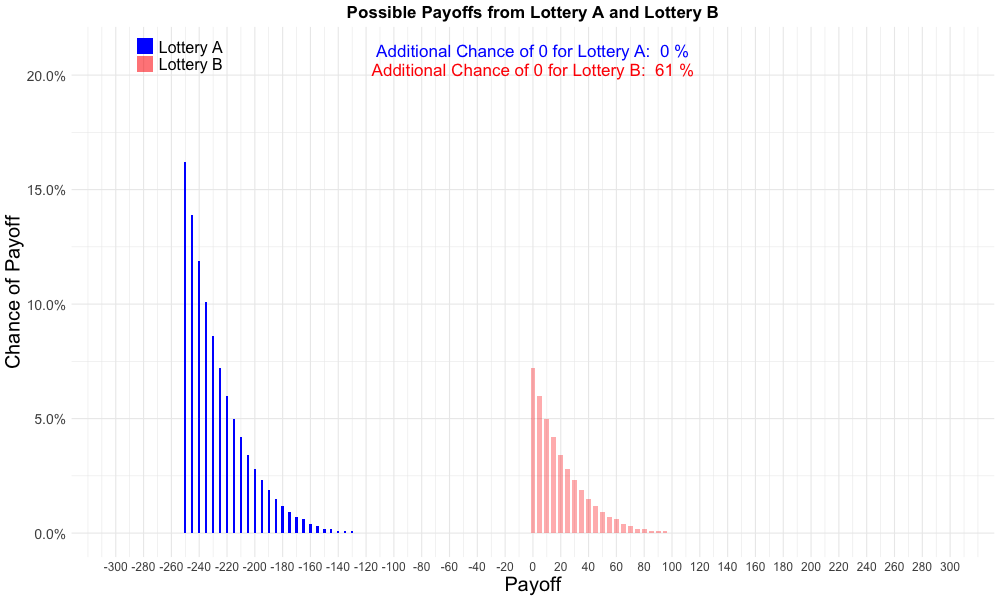 Possible Payoffs from Lottery A and Lottery B
Lottery A
Lottery B
Additional Chance of 0 for Lottery A:  0 %
Additional Chance of 0 for Lottery B:  61 %
Chance of Payoff
20.0%
15.0%
10.0%
5.0%
0.0%
-300 -280 -260 -240 -220 -200 -180 -160 -140 -120 -100 -80 -60 -40 -20 0 20 40 60 80 100 120 140 160 180 200 220 240 260 280 300
Payoff